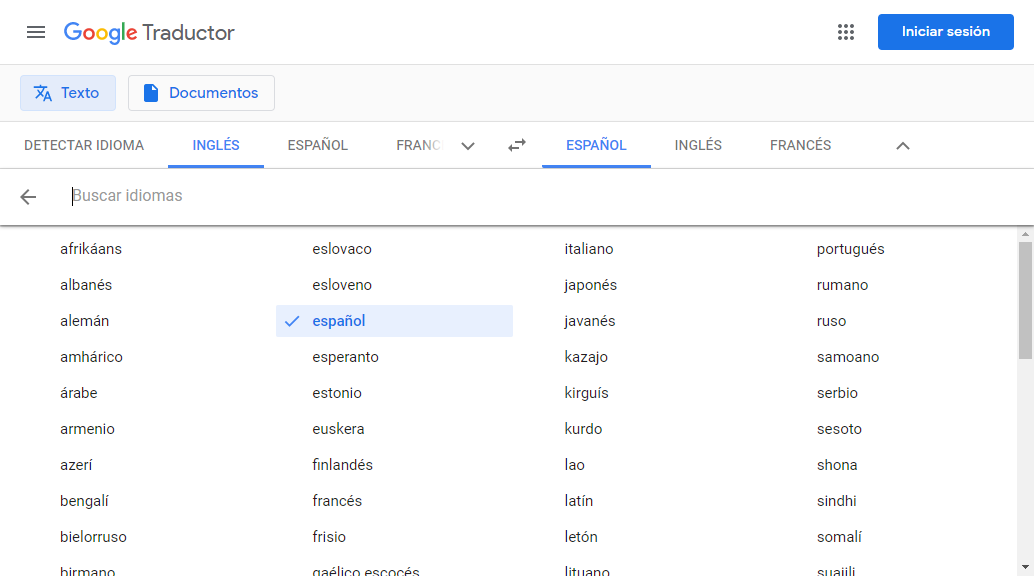 Google Traductor
Iniciar sesión
Texto
Documentos
DETECTAR IDIOMA
INGLÉS
ESPAÑOL
FRANC
ESPAÑOL
INGLÉS
FRANCÉS
Buscar idiomas
afrikáans
albanés
alemán
amhárico
árabe
armenio
azerí
bengalí
bielorruso
birmano
eslovaco
esloveno
español
esperanto
estonio
euskera
finlandés
francés
frisio
gaélico escocés
italiano
japonés
javanés
kazajo
kirguís
kurdo
lao
latín
letón
lituano
portugués
rumano
ruso
samoano
serbio
sesoto
shona
sindhi
somalí
suajili